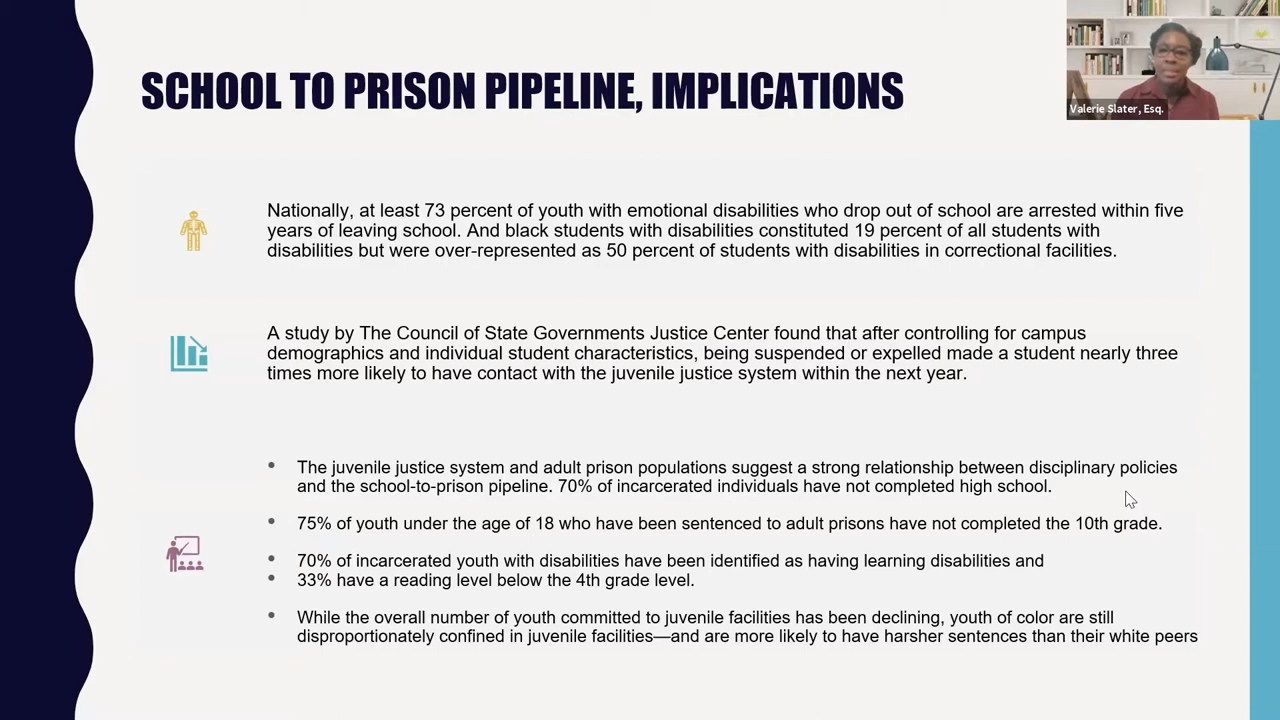 SCHOOL TO PRISON PIPELINE, IMPLICATIONS
Valerie Slater, Esq.
Nationally, at least 73 percent of youth with emotional disabilities who drop out of school are arrested within five
years of leaving school. And black students with disabilities constituted 19 percent of all students with
disabilities but were over-represented as 50 percent of students with disabilities in correctional facilities.
A study by The Council of State Governments Justice Center found that after controlling for campus
demographics and individual student characteristics, being suspended or expelled made a student nearly three
times more likely to have contact with the juvenile justice system within the next year.
• The juvenile justice system and adult prison populations suggest a strong relationship between disciplinary policies
and the school-to-prison pipeline. 70% of incarcerated individuals have not completed high school.
• 75% of youth under the age of 18 who have been sentenced to adult prisons have not completed the 10th grade.
• 70% of incarcerated youth with disabilities have been identified as having learning disabilities and
• 33% have a reading level below the 4th grade level.
• While the overall number of youth committed to juvenile facilities has been declining, youth of color are still
disproportionately confined in juvenile facilities—and are more likely to have harsher sentences than their white peers